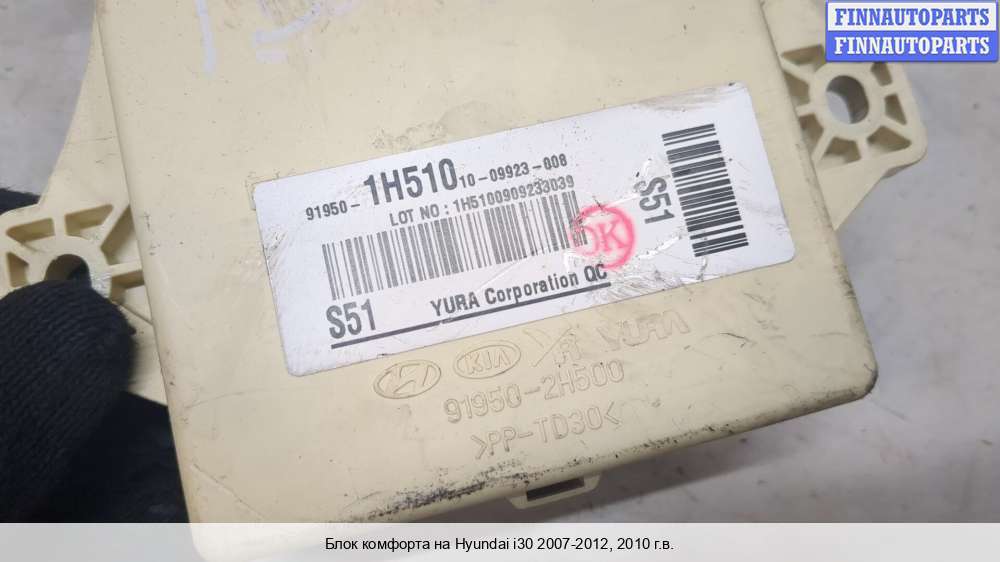 FINNAUTOPARTS
FINNAUTOPARTS
91950-1H510 10-09923-008
LOT NO : 1H5100909233039
OK
S51
S51 YURA Corporation QC
KIA YURA
91950-2H500
>PP-TD30<
Блок комфорта на Hyundai i30 2007-2012, 2010 г.в.